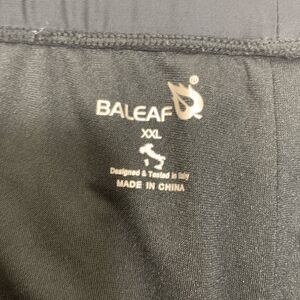 BALEAF ®
XXL
Designed & Tested in Italy
MADE IN CHINA